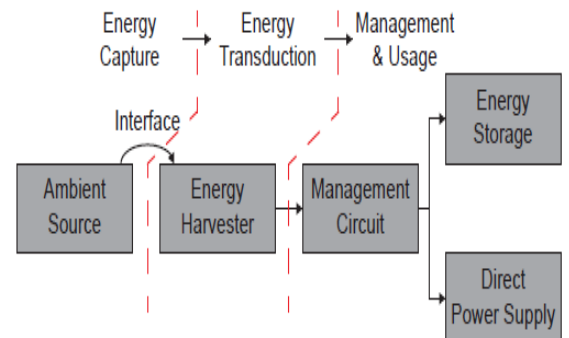 Energy
Capture
Energy
Transduction
Management
& Usage
Interface
Ambient
Source
Energy
Harvester
Management
Circuit
Energy
Storage
Direct
Power Supply